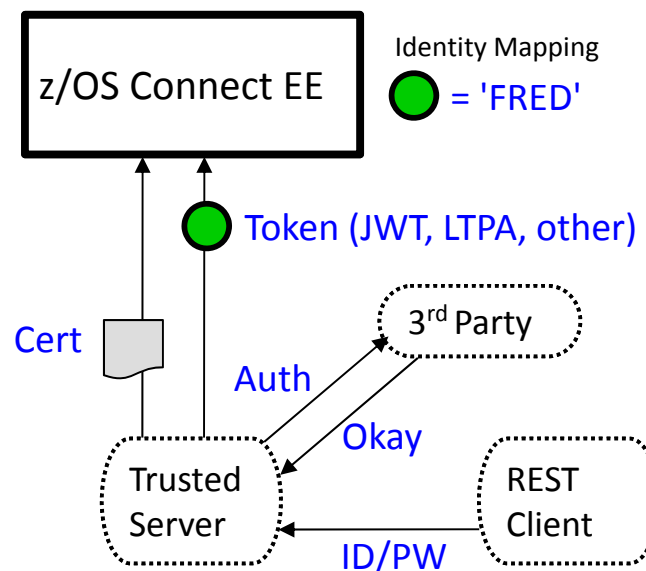 z/OS Connect EE
Identity Mapping
= 'FRED'
Token (JWT, LTPA, other)
Cert
3rd Party
Auth
Okay
Trusted
Server
REST
Client
ID/PW